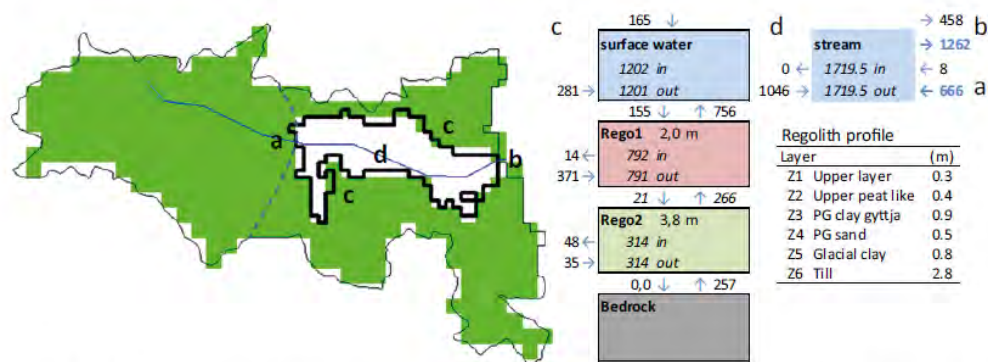 c
165 ↓
surface water
1202 in
1201 out
281 →
155 ↓ ↑ 756
Rego1 2,0 m
792 in
791 out
14 ←
371 →
21 ↓ ↑ 266
Rego2 3,8 m
314 in
314 out
48 ←
35 →
0,0 ↓ ↑ 257
Bedrock
d
stream
1719.5 in
1719.5 out
0 ←
1046 →
→ 458
→ 1262 b
← 8
← 666 a
Regolith profile
Layer (m)
Z1 Upper layer 0.3
Z2 Upper peat like 0.4
Z3 PG clay gyttja 0.9
Z4 PG sand 0.5
Z5 Glacial clay 0.8
Z6 Till 2.8
a
c
d
b
c